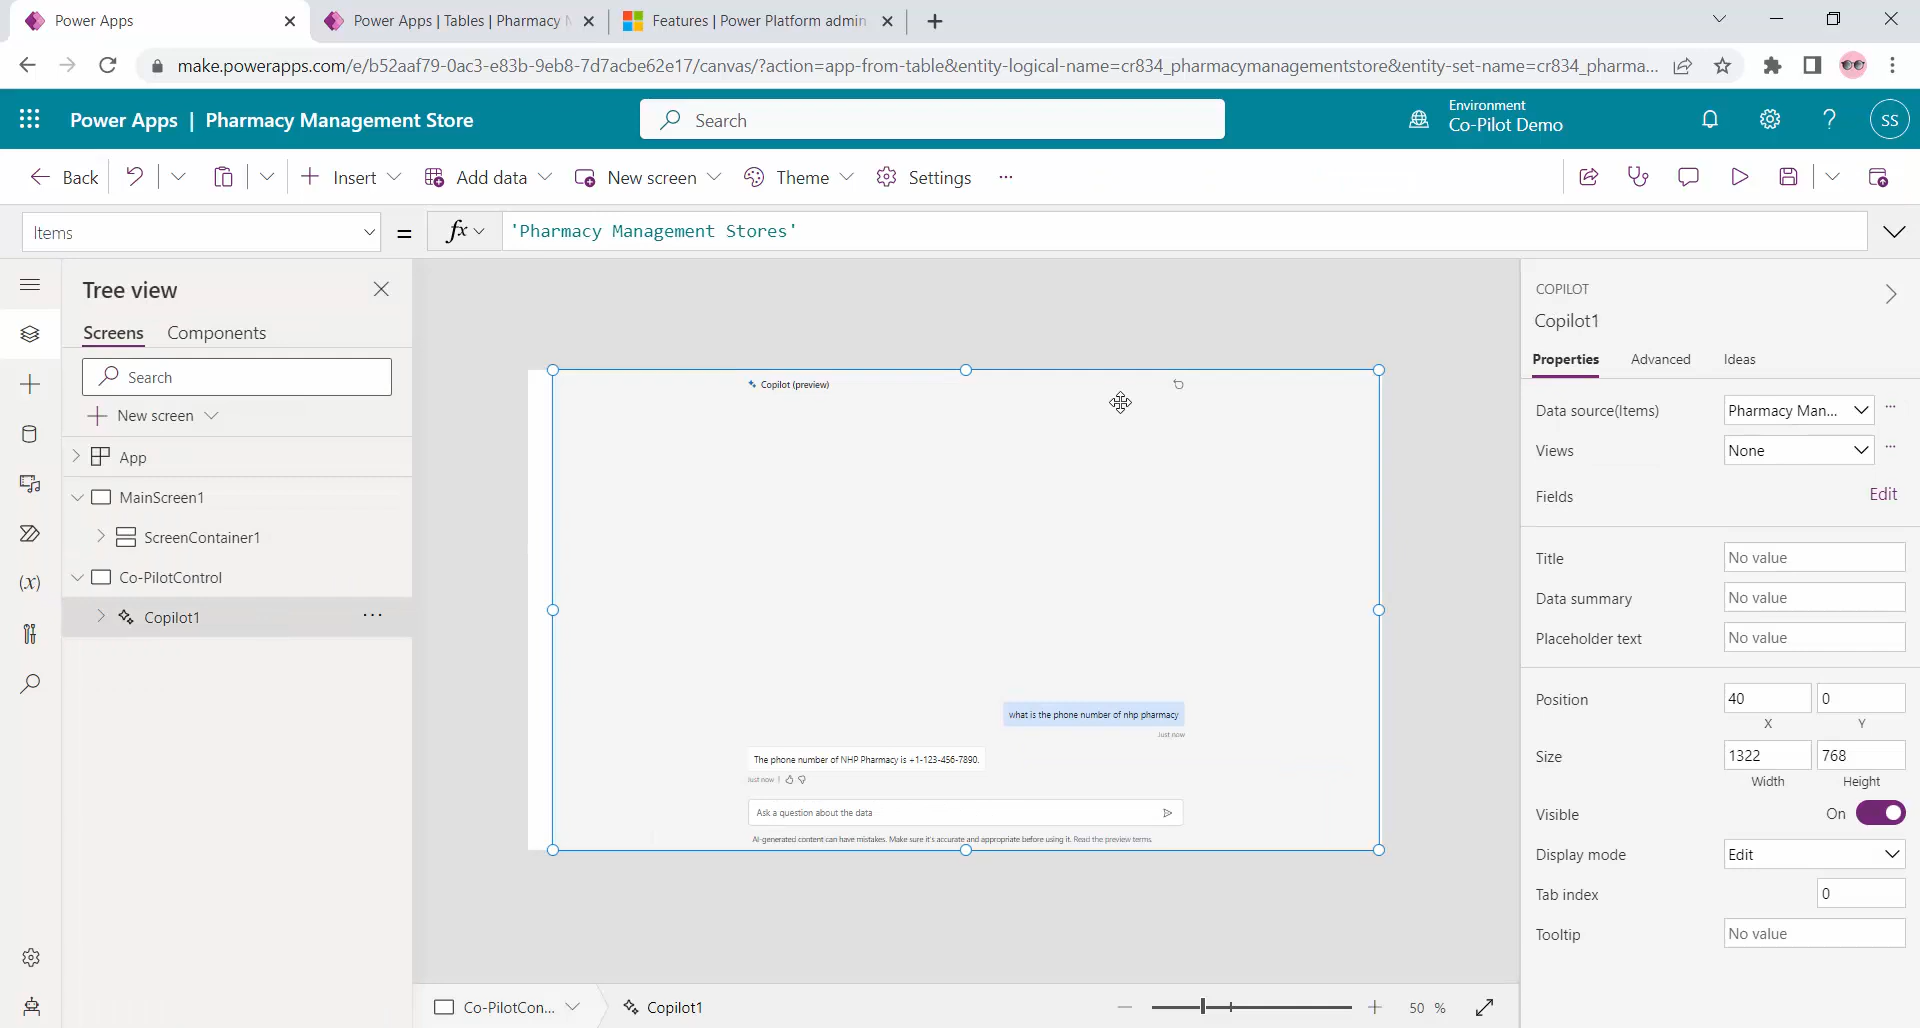 Power Apps
Power Apps | Tables | Pharmacy M
Features | Power Platform admin
make.powerapps.com/e/b52aaf79-0ac3-e83b-9eb8-7d7acbe62e17/canvas/?action=app-from-table&entity-logical-name=cr834_pharmacymanagementstore&entity-set-name=cr834_pharma...
Power Apps | Pharmacy Management Store
Search
Environment
Co-Pilot Demo
SS
Back
Insert
Add data
New screen
Theme
Settings
Items
= fx
'Pharmacy Management Stores'
Tree view
Screens
Components
Search
New screen
App
MainScreen1
ScreenContainer1
Co-PilotControl
Copilot1
(x)
Copilot (preview)
what is the phone number of nhp pharmacy
Just now
The phone number of NHP Pharmacy is +1-123-456-7890.
Just now |
Ask a question about the data
AI-generated content can have mistakes. Make sure it's accurate and appropriate before using it. Read the preview terms.
Co-PilotCon...
Copilot1
50 %
COPILOT
Copilot1
Properties
Advanced
Ideas
Data source(Items)
Pharmacy Man...
Views
None
Fields
Edit
Title
No value
Data summary
No value
Placeholder text
No value
Position
40
0
X
Y
Size
1322
768
Width
Height
Visible
On
Display mode
Edit
Tab index
0
Tooltip
No value